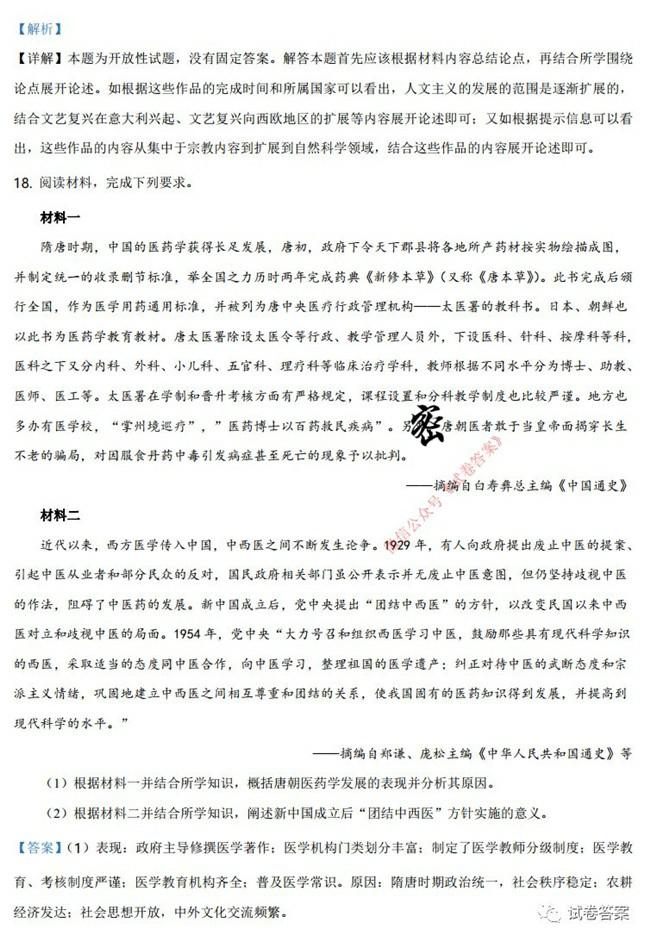 【解析】
【详解】本题为开放性试题，没有固定答案。解答本题首先应该根据材料内容总结论点，再结合所学围绕
论点展开论述。如根据这些作品的完成时间和所属国家可以看出，人文主义的发展的范围是逐渐扩展的，
结合文艺复兴在意大利兴起、文艺复兴向西欧地区的扩展等内容展开论述即可；又如根据提示信息可以看
出，这些作品的内容从集中于宗教内容到扩展到自然科学领域，结合这些作品的内容展开论述即可。
18. 阅读材料，完成下列要求。
材料一
隋唐时期，中国的医药学获得长足发展，唐初，政府下令天下郡县将各地所产药材按实物绘描成图，
并制定统一的收录删节标准，举全国之力历时两年完成药典《新修本草》（又称《唐本草》）。此书完成后颁
行全国，作为医学用药通用标准，并被列为唐中央医疗行政管理机构——太医署的教科书。日本、朝鲜也
以此书为医药学教育教材。唐太医署除设太医令等行政、教学管理人员外，下设医科、针科、按摩科等科，
医科之下又分内科、外科、小儿科、五官科、理疗科等临床治疗学科，教师根据不同水平分为博士、助教、
医师、医工等。太医署在学制和晋升考核方面有严格规定，课程设置和分科教学制度也比较严谨。地方也
多办有医学校，“掌州境巡疗”，”医药博士以百药救民疾病”。另 唐朝医者敢于当皇帝面揭穿长生
不老的骗局，对因服食丹药中毒引发病症甚至死亡的现象予以批判。
密
微信公众号《试卷答案》
——摘编自白寿彝总主编《中国通史》
材料二
近代以来，西方医学传入中国，中西医之间不断发生论争。1929年，有人向政府提出废止中医的提案、
引起中医从业者和部分民众的反对，国民政府相关部门虽公开表示并无废止中医意图，但仍坚持歧视中医
的作法，阻碍了中医药的发展。新中国成立后，党中央提出“团结中西医”的方针，以改变民国以来中西
医对立和歧视中医的局面。1954年，党中央“大力号召和组织西医学习中医，鼓励那些具有现代科学知识
的西医，采取适当的态度同中医合作，向中医学习，整理祖国的医学遗产；纠正对待中医的武断态度和宗
派主义情绪，巩固地建立中西医之间相互尊重和团结的关系，使我国固有的医药知识得到发展，并提高到
现代科学的水平。”
——摘编自郑谦、庞松主编《中华人民共和国通史》等
（1）根据材料一并结合所学知识，概括唐朝医药学发展的表现并分析其原因。
（2）根据材料二并结合所学知识，阐述新中国成立后“团结中西医”方针实施的意义。
【答案】（1）表现：政府主导修撰医学著作；医学机构门类划分丰富；制定了医学教师分级制度；医学教
育、考核制度严谨；医学教育机构齐全；普及医学常识。原因：隋唐时期政治统一，社会秩序稳定；农耕
经济发达；社会思想开放，中外文化交流频繁。
试卷答案